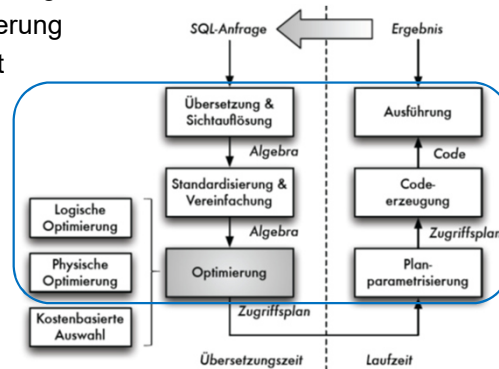 erung
t
SQL-Anfrage
Ergebnis
Übersetzung &
Sichtauflösung
Ausführung
Algebra
Code
Standardisierung &
Vereinfachung
Code-
erzeugung
Algebra
Zugriffsplan
Logische
Optimierung
Physische
Optimierung
Kostenbasierte
Auswahl
Optimierung
Plan-
parametrisierung
Zugriffsplan
Übersetzungszeit
Laufzeit